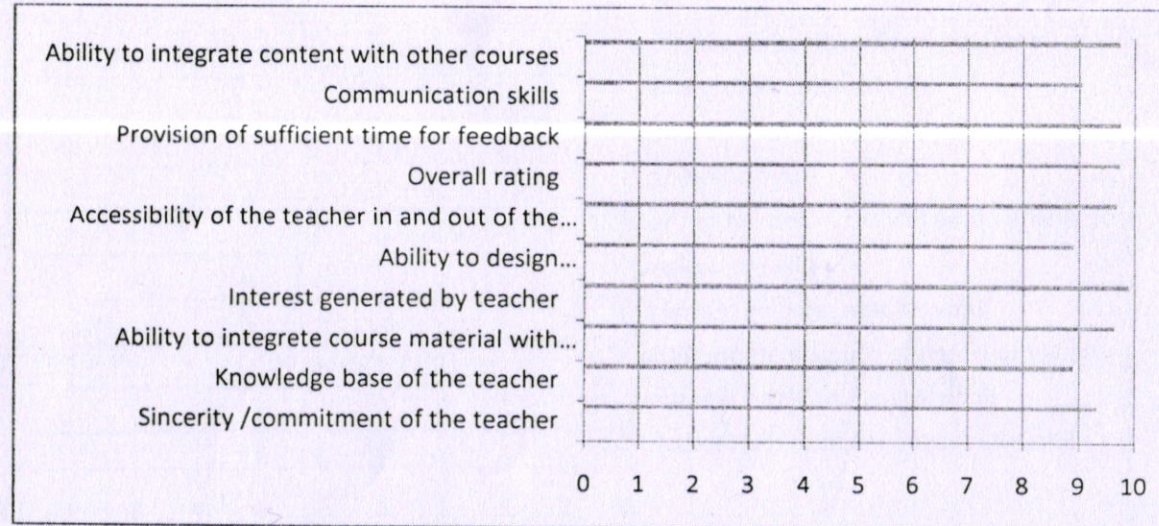 Ability to integrate content with other courses
Communication skills
Provision of sufficient time for feedback
Overall rating
Accessibility of the teacher in and out of the...
Ability to design...
Interest generated by teacher
Ability to integrete course material with...
Knowledge base of the teacher
Sincerity /commitment of the teacher
0 1 2 3 4 5 6 7 8 9 10